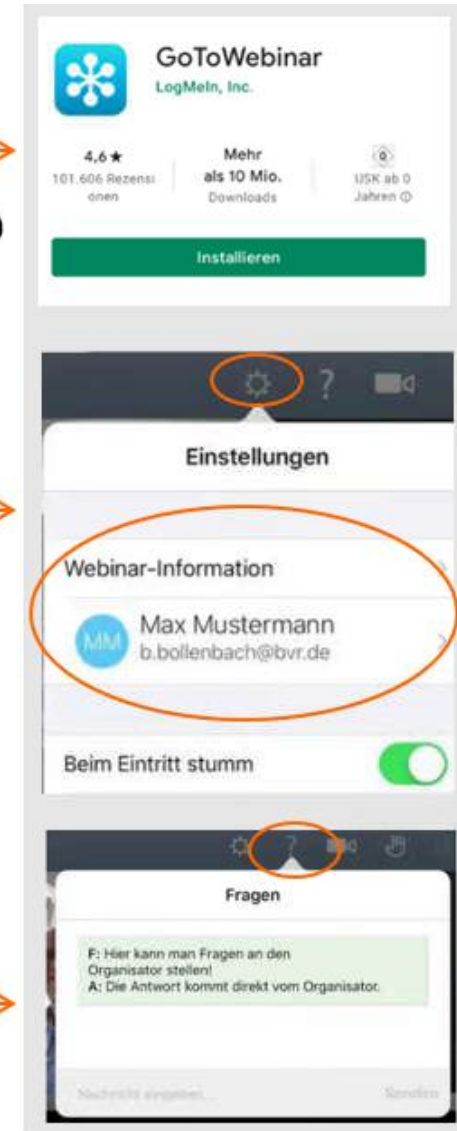 GoToWebinar
LogMeIn, Inc.
4,6★
101.606 Rezensi
onen
Mehr
als 10 Mio.
Downloads
0
USK ab 0
Jahren
Installieren
?
Einstellungen
Webinar-Information
MM
Max Mustermann
b.bollenbach@bvr.de
Beim Eintritt stumm
?
Fragen
F: Hier kann man Fragen an den
Organisator stellen!
A: Die Antwort kommt direkt vom Organisator.
Nachricht eingeben...
Senden